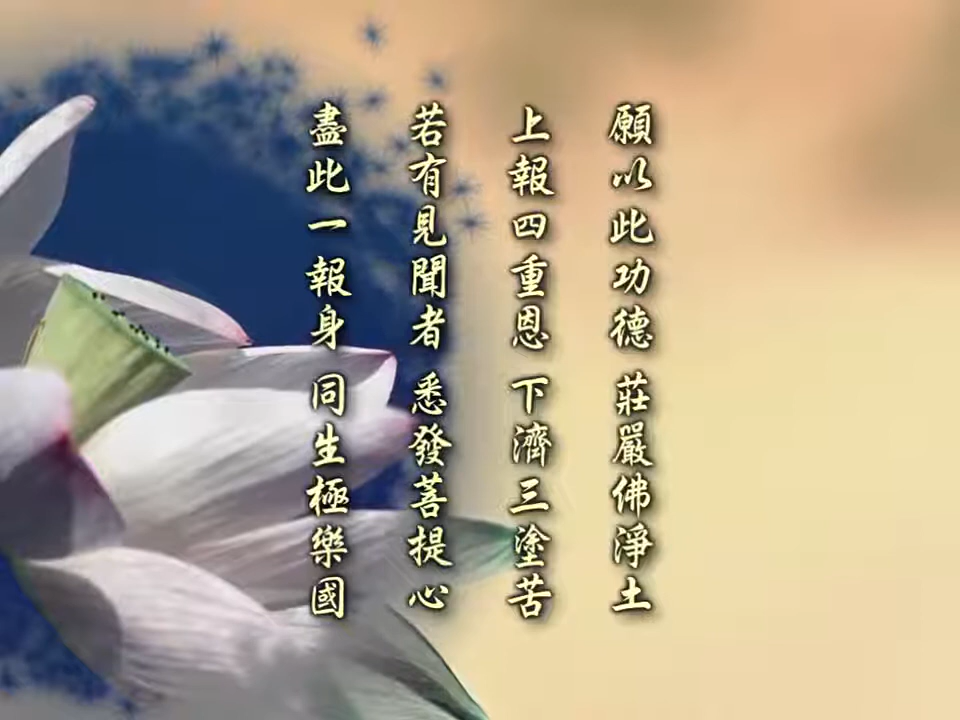 願以此功德 莊嚴佛淨土
上報四重恩 下濟三塗苦
若有見聞者 悉發菩提心
盡此一報身 同生極樂國